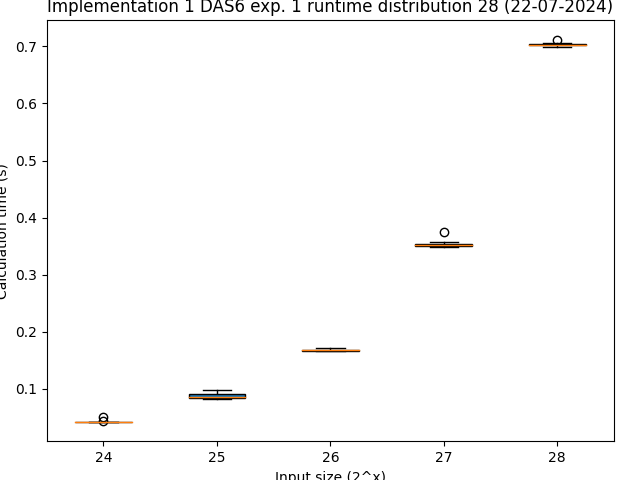 Implementation 1 DAS6 exp. 1 runtime distribution 28 (22-07-2024)
Calculation time (s)
0.7
0.6
0.5
0.4
0.3
0.2
0.1
24 25 26 27 28
Input size (2^x)